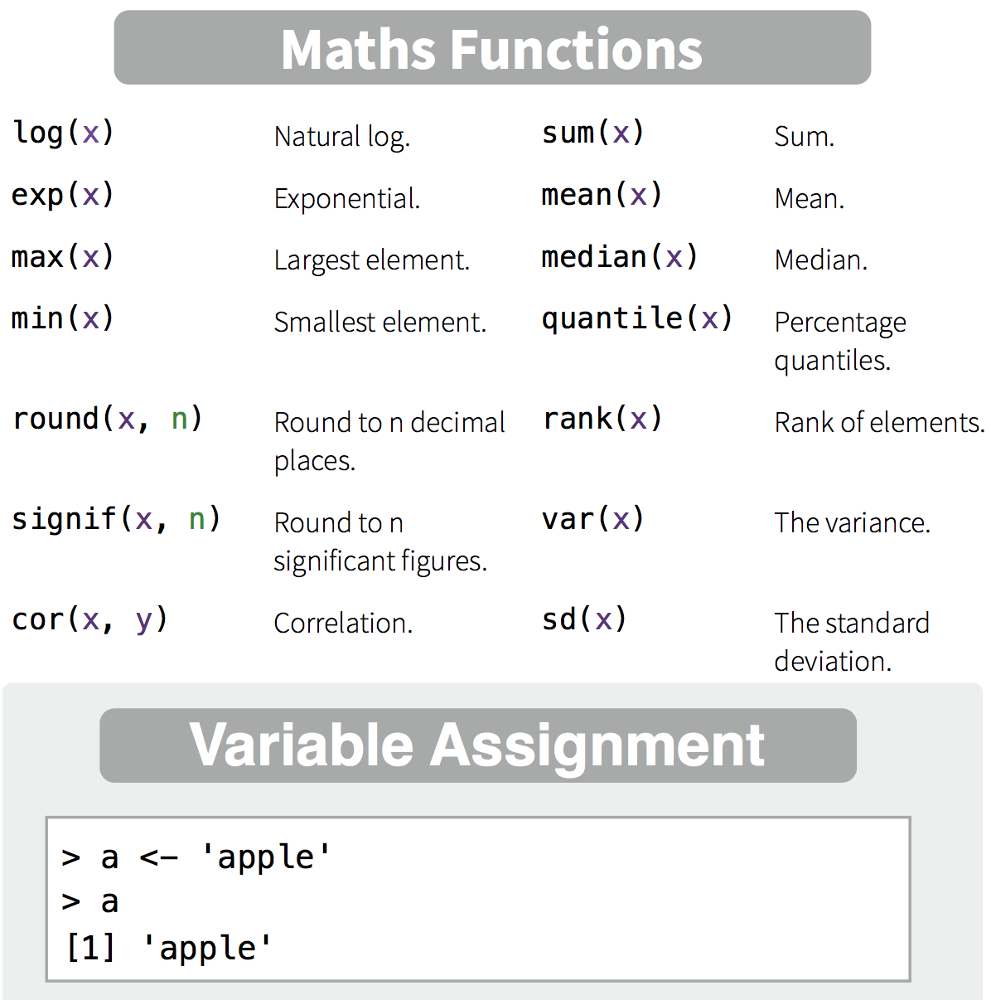 Maths Functions
log(x) Natural log. sum(x) Sum.
exp(x) Exponential. mean(x) Mean.
max(x) Largest element. median(x) Median.
min(x) Smallest element. quantile(x) Percentage
quantiles.
round(x, n) Round to n decimal rank(x) Rank of elements.
places.
signif(x, n) Round to n var(x) The variance.
significant figures.
cor(x, y) Correlation. sd(x) The standard
deviation.
Variable Assignment
> a <- 'apple'
> a
[1] 'apple'